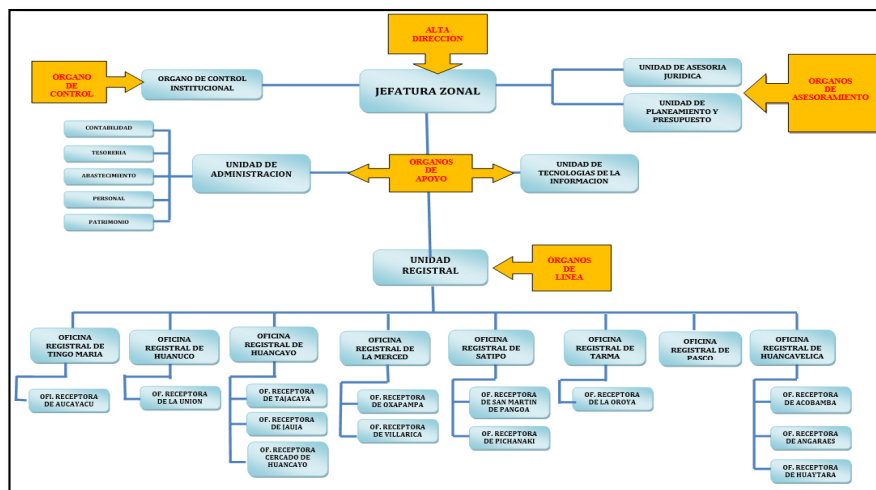 ALTA
DIRECCION
ÓRGANO
DE
CONTROL
ORGANO DE CONTROL
INSTITUCIONAL
JEFATURA ZONAL
UNIDAD DE ASESORIA
JURIDICA
UNIDAD DE
PLANEAMIENTO Y
PRESUPUESTO
ÓRGANOS
DE
ASESORAMIENTO
CONTABILIDAD
TESORERIA
ABASTECIMIENTO
PERSONAL
PATRIMONIO
UNIDAD DE
ADMINISTRACION
ÓRGANOS
DE
APOYO
UNIDAD DE
TECNOLOGIAS DE LA
INFORMACION
UNIDAD
REGISTRAL
ÓRGANOS
DE
LINEA
OFICINA
REGISTRAL DE
TINGO MARIA
OFICINA
REGISTRAL DE
HUANUCO
OFICINA
REGISTRAL DE
HUANCAYO
OFICINA
REGISTRAL DE
LA MERCED
OFICINA
REGISTRAL DE
SATIPO
OFICINA
REGISTRAL DE
TARMA
OFICINA
REGISTRAL DE
PASCO
OFICINA
REGISTRAL DE
HUANCAVELICA
OFI. RECEPTORA
DE AUCAYACU
OF. RECEPTORA
DE LA UNION
OF. RECEPTORA DE
TAJACAYA
OF. RECEPTORA
DE JAUJA
OF. RECEPTORA
CERCADO DE
HUANCAYO
OF. RECEPTORA
DE OXAPAMPA
OF. RECEPTORA
DE VILLARICA
OF. RECEPTORA
DE SAN MARTIN DE
PANGOA
OF. RECEPTORA
DE PICHANAKI
OF. RECEPTORA
DE LA OROYA
OF. RECEPTORA
DE ACOBAMBA
OF. RECEPTORA
DE ANGARAES
OF. RECEPTORA
DE HUAYTARA